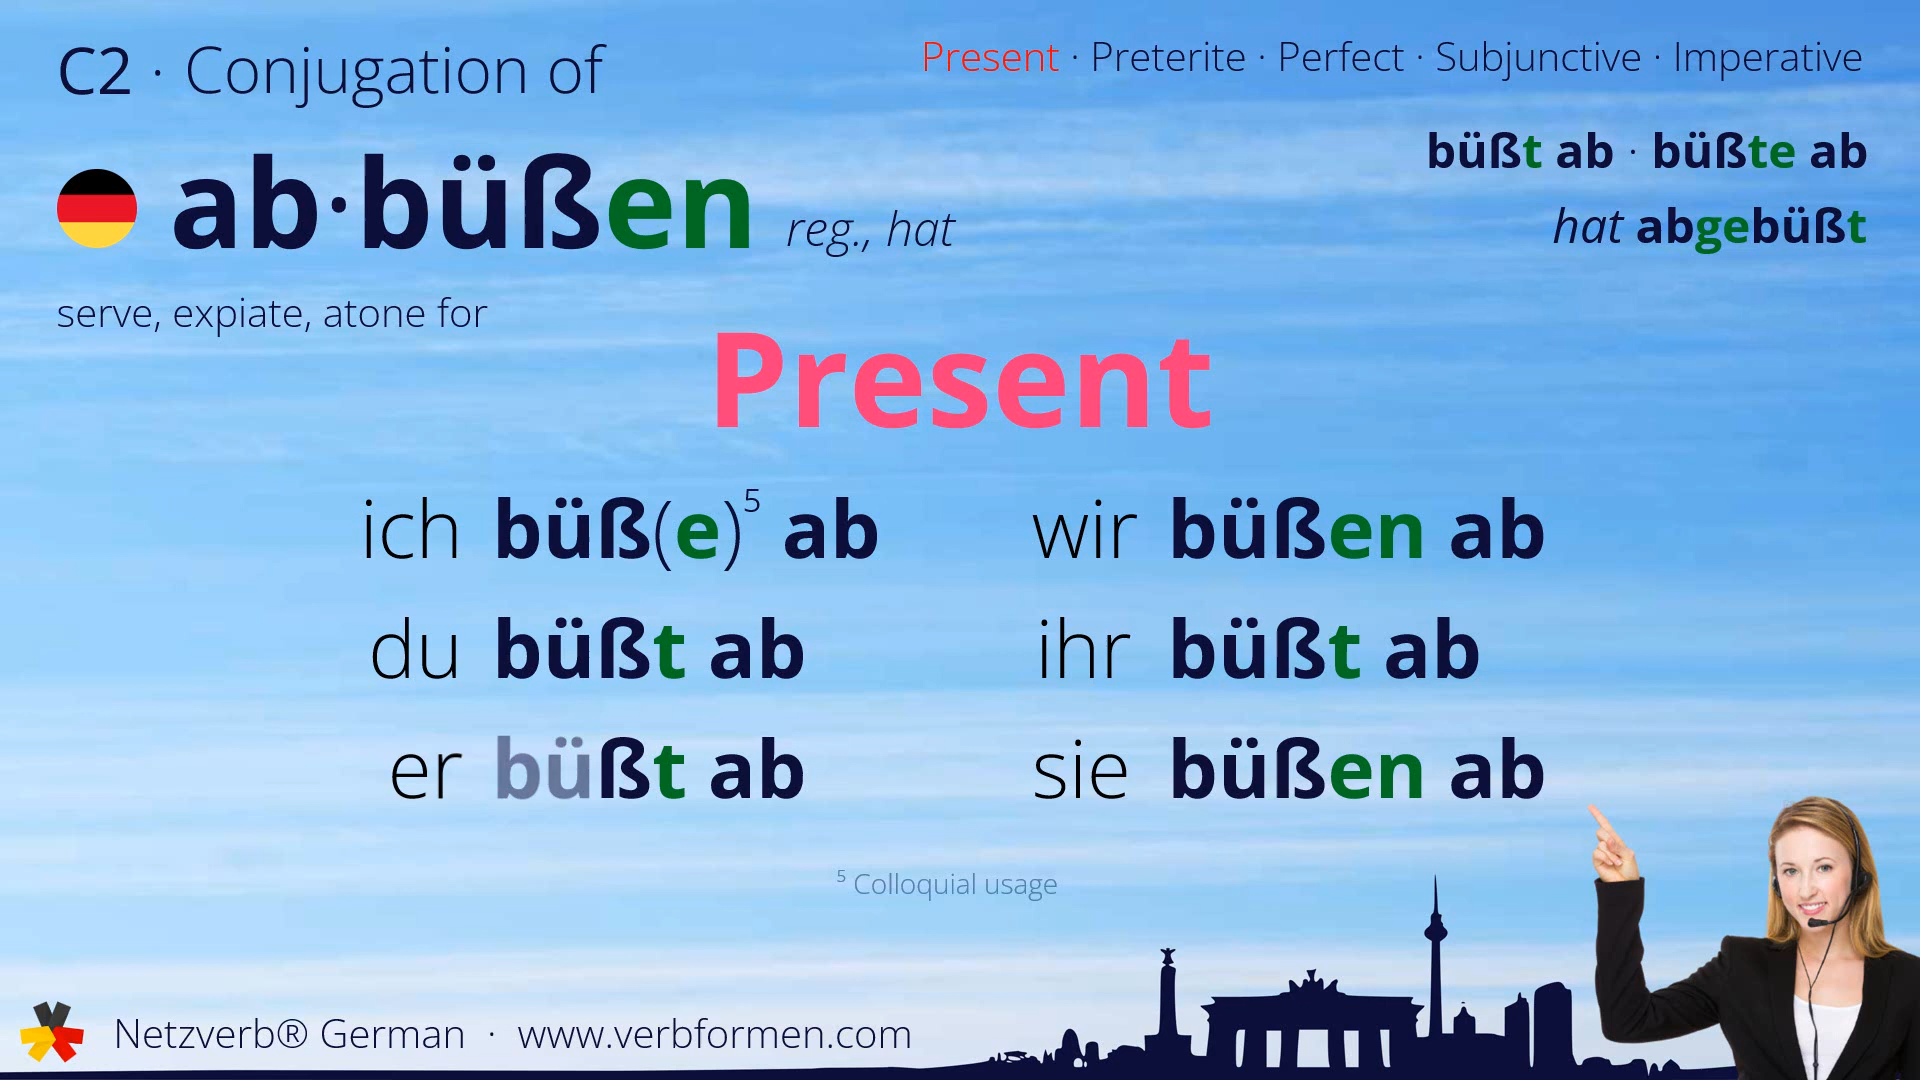 C2 · Conjugation of
Present · Preterite · Perfect · Subjunctive · Imperative
ab·büßen reg., hat
büßt ab · büßte ab
hat abgebüßt
serve, expiate, atone for
Present
ich büß(e)⁵ ab
wir büßen ab
du büßt ab
ihr büßt ab
er büßt ab
sie büßen ab
⁵ Colloquial usage
Netzverb® German · www.verbformen.com